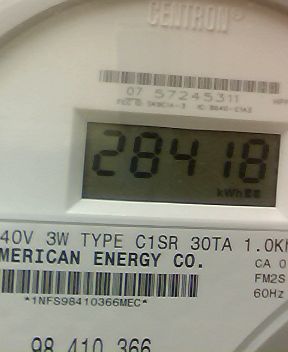 CENTRON®
07 57245311
28418
kWh
40V 3W TYPE C1SR 30TA 1.0K
MERICAN ENERGY CO.
CA 0
FM2S
60Hz
*1NFS98410366MEC*
98 410 366